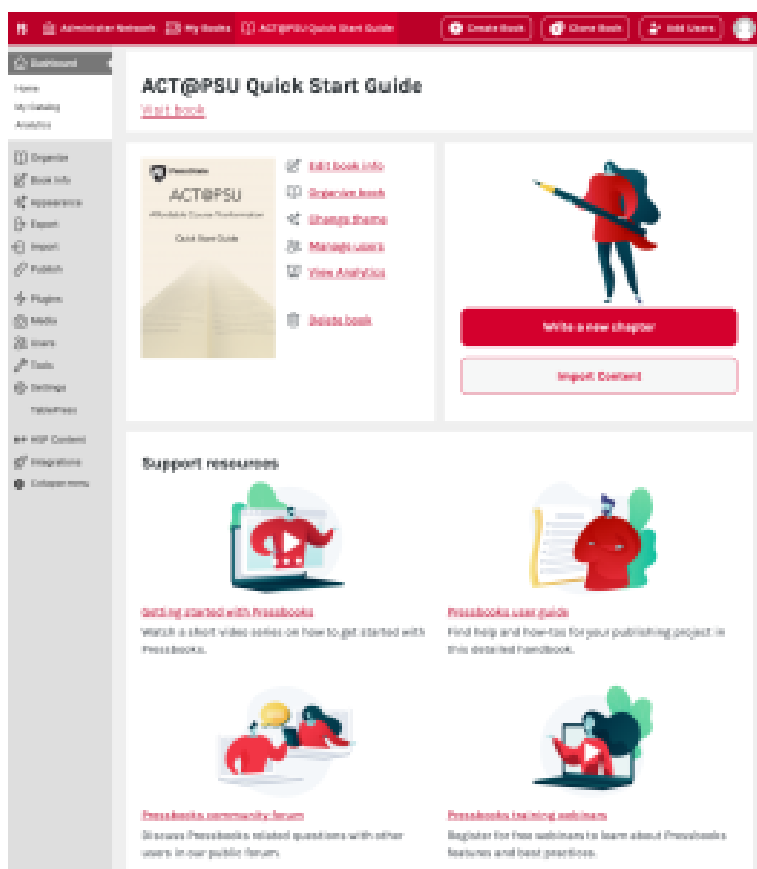 Administer Network My Books ACT@PSU Quick Start Guide Create Book Clone Book Add Users
Dashboard
Home
My Catalog
Analytics
Organize
Book Info
Appearance
Export
Import
Publish
Plugins
Media
Users
Tools
Settings
TablePress
H5P Content
Integrations
Collapse menu
ACT@PSU Quick Start Guide
Visit book
PennState
ACT@PSU
Affordable Course Transformation
Quick Start Guide
Edit book info
Organize book
Change theme
Manage users
View Analytics
Delete book
Write a new chapter
Import Content
Support resources
Getting started with Pressbooks
Watch a short video series on how to get started with
Pressbooks.
Pressbooks user guide
Find help and how-tos for your publishing project in
this detailed handbook.
Pressbooks community forum
Discuss Pressbooks related questions with other
users in our public forum.
Pressbooks training webinars
Register for free webinars to learn about Pressbooks
features and best practices.